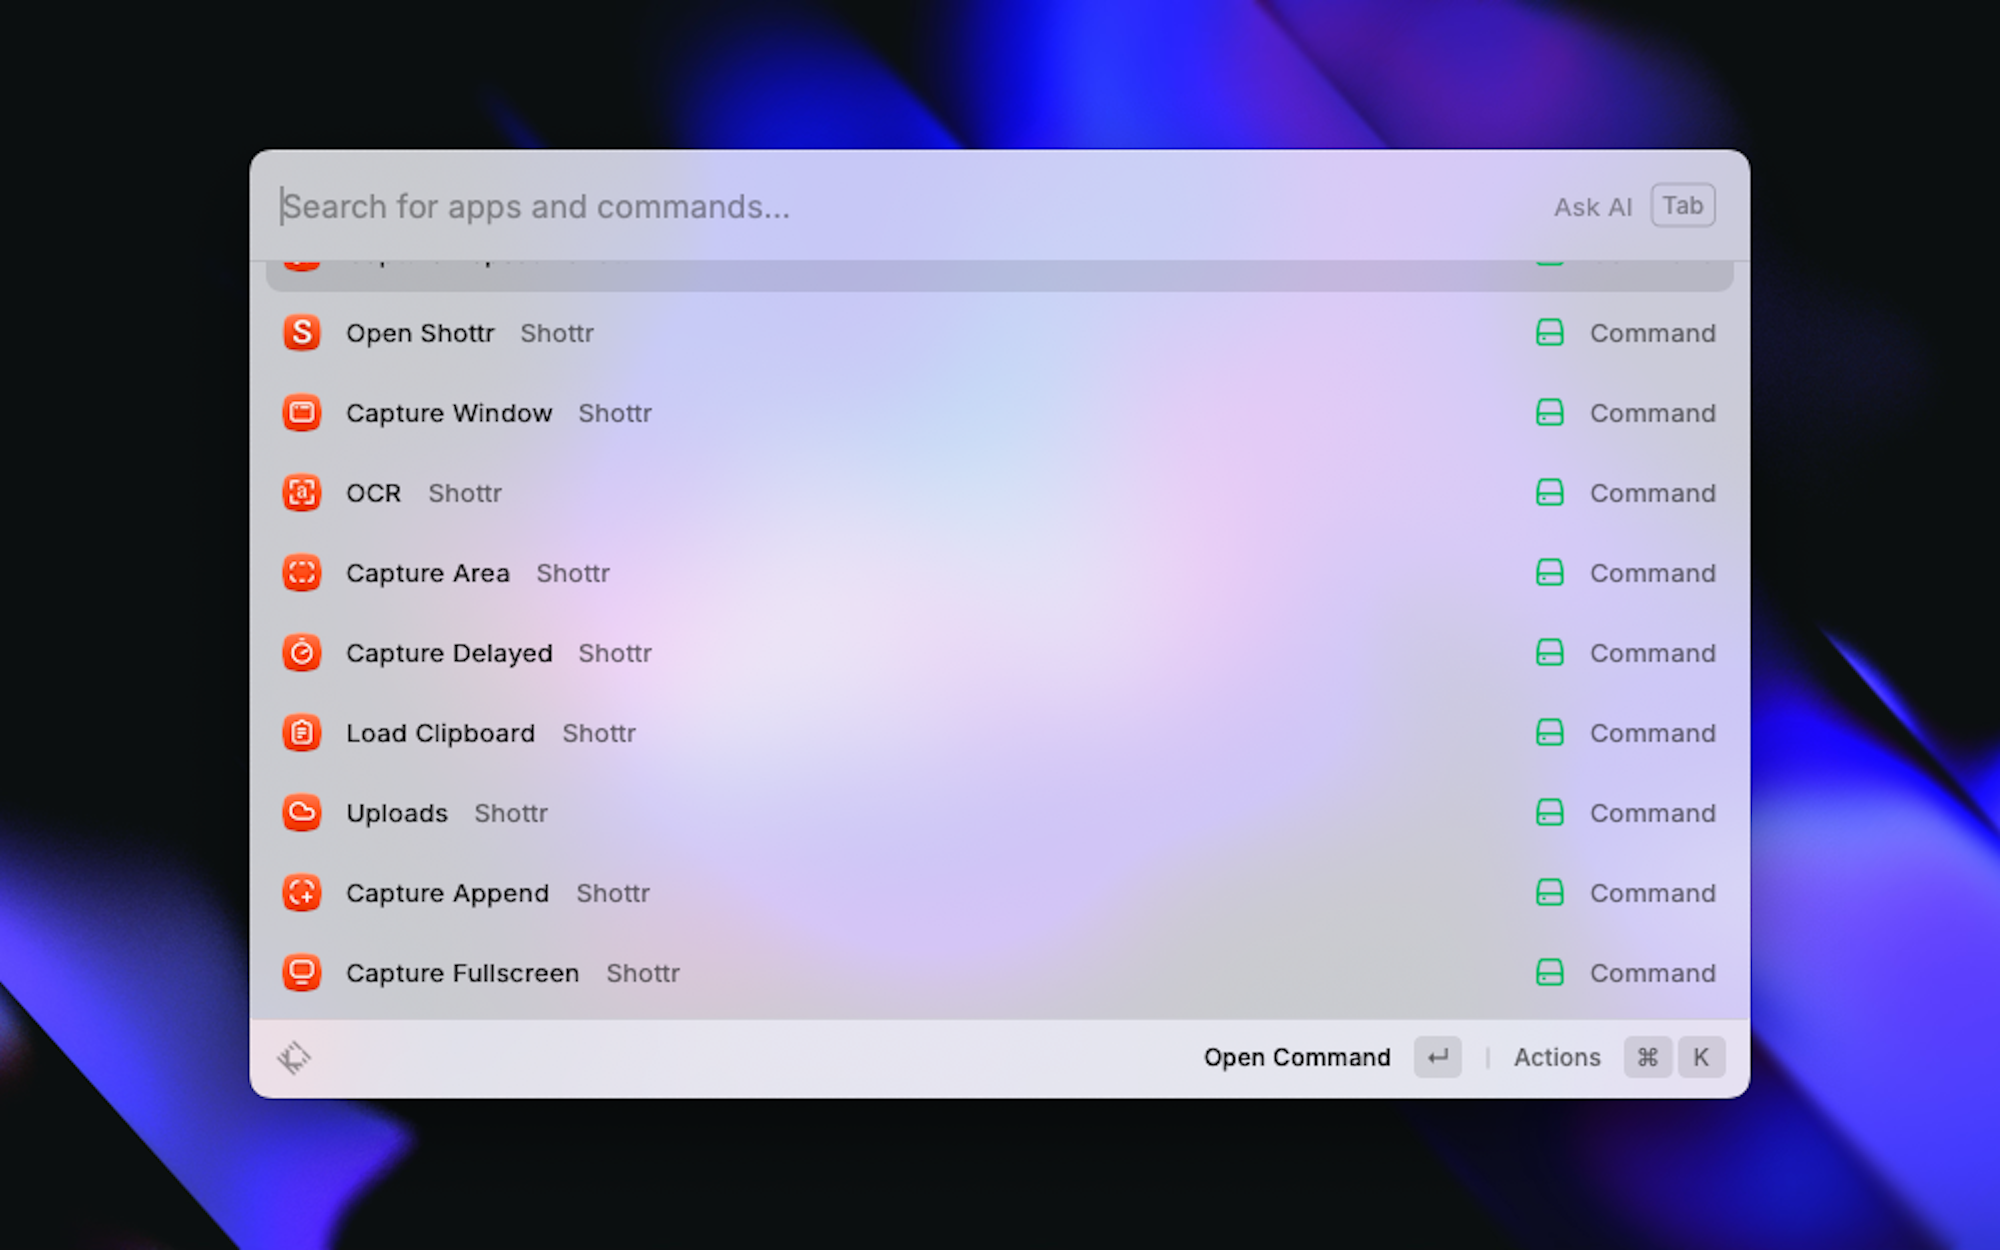 Search for apps and commands... Ask AI Tab
Open Shottr Shottr Command
Capture Window Shottr Command
OCR Shottr Command
Capture Area Shottr Command
Capture Delayed Shottr Command
Load Clipboard Shottr Command
Uploads Shottr Command
Capture Append Shottr Command
Capture Fullscreen Shottr Command
Open Command ↵ | Actions ⌘ K